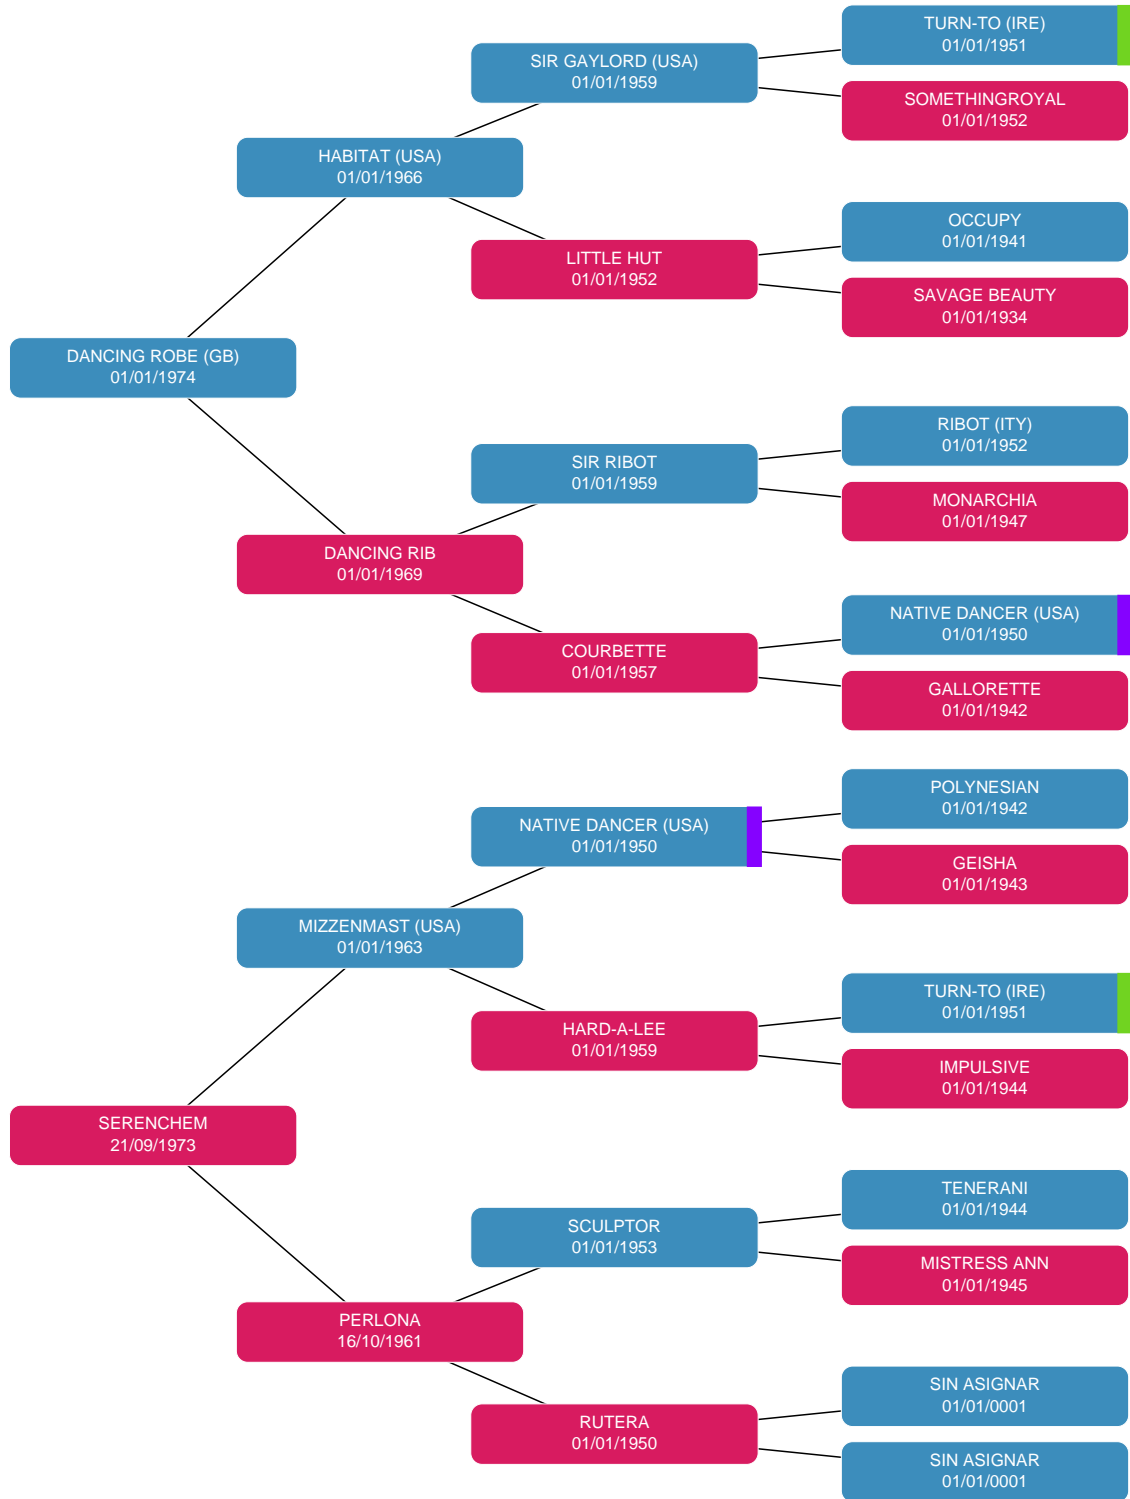 TURN-TO (IRE)
01/01/1951
SIR GAYLORD (USA)
01/01/1959
SOMETHINGROYAL
01/01/1952
HABITAT (USA)
01/01/1966
OCCUPY
01/01/1941
LITTLE HUT
01/01/1952
SAVAGE BEAUTY
01/01/1934
DANCING ROBE (GB)
01/01/1974
RIBOT (ITY)
01/01/1952
SIR RIBOT
01/01/1959
MONARCHIA
01/01/1947
DANCING RIB
01/01/1969
NATIVE DANCER (USA)
01/01/1950
COURBETTE
01/01/1957
GALLORETTE
01/01/1942
POLYNESIAN
01/01/1942
NATIVE DANCER (USA)
01/01/1950
GEISHA
01/01/1943
MIZZENMAST (USA)
01/01/1963
TURN-TO (IRE)
01/01/1951
HARD-A-LEE
01/01/1959
IMPULSIVE
01/01/1944
SERENCHEM
21/09/1973
TENERANI
01/01/1944
SCULPTOR
01/01/1953
MISTRESS ANN
01/01/1945
PERLONA
16/10/1961
SIN ASIGNAR
01/01/0001
RUTERA
01/01/1950
SIN ASIGNAR
01/01/0001